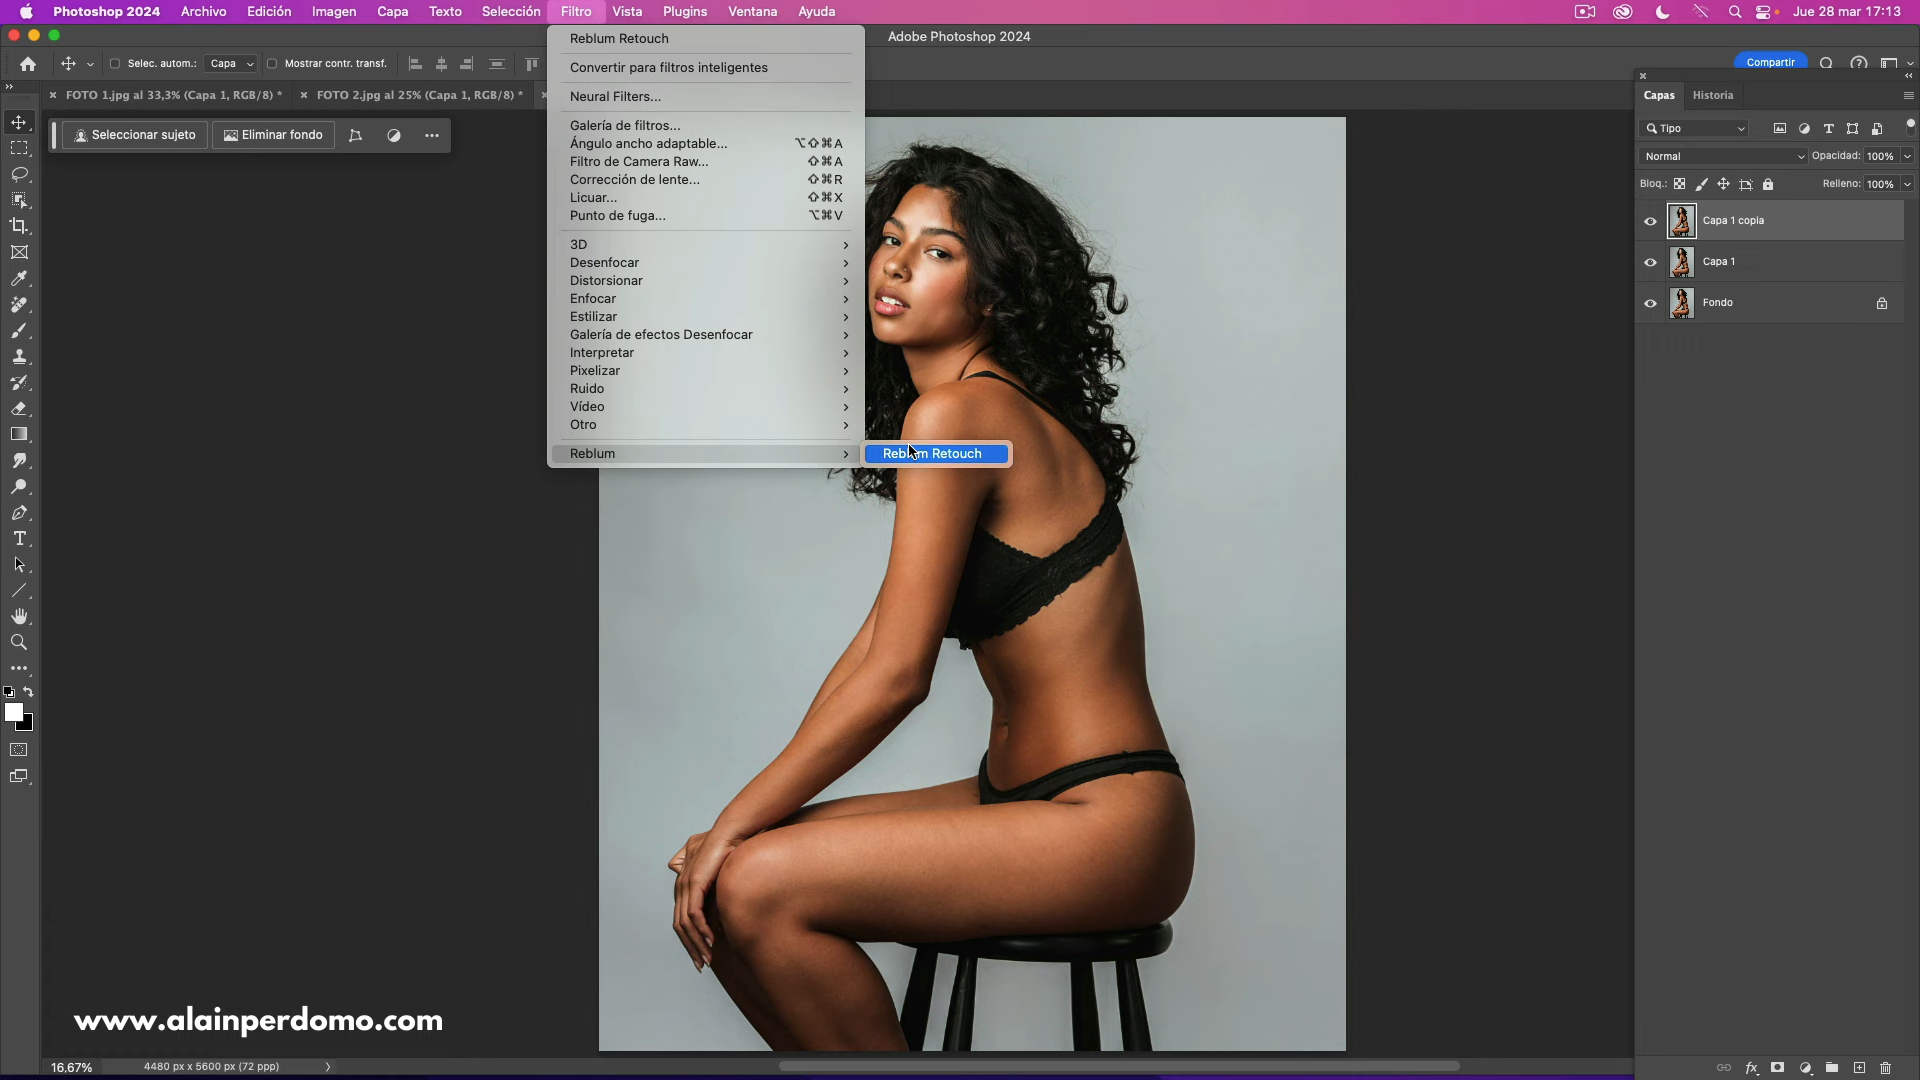 Photoshop 2024 Archivo Edición Imagen Capa Texto Selección Filtro Vista Plugins Ventana Ayuda Jue 28 mar 17:13
Adobe Photoshop 2024
Selec. autom.: Capa Mostrar contr. transf. Compartir
FOTO 1.jpg al 33,3% (Capa 1, RGB/8) * FOTO 2.jpg al 25% (Capa 1, RGB/8) *
Seleccionar sujeto Eliminar fondo ...
Reblum Retouch
Convertir para filtros inteligentes
Neural Filters...
Galería de filtros...
Ángulo ancho adaptable... ⌥⇧⌘A
Filtro de Camera Raw... ⇧⌘A
Corrección de lente... ⇧⌘R
Licuar... ⇧⌘X
Punto de fuga... ⌥⌘V
3D
Desenfocar
Distorsionar
Enfocar
Estilizar
Galería de efectos Desenfocar
Interpretar
Pixelizar
Ruido
Vídeo
Otro
Reblum
Reblum Retouch
Capas Historia
Tipo
Normal Opacidad: 100%
Bloq.: Relleno: 100%
Capa 1 copia
Capa 1
Fondo
www.alainperdomo.com
16,67% 4480 px x 5600 px (72 ppp)